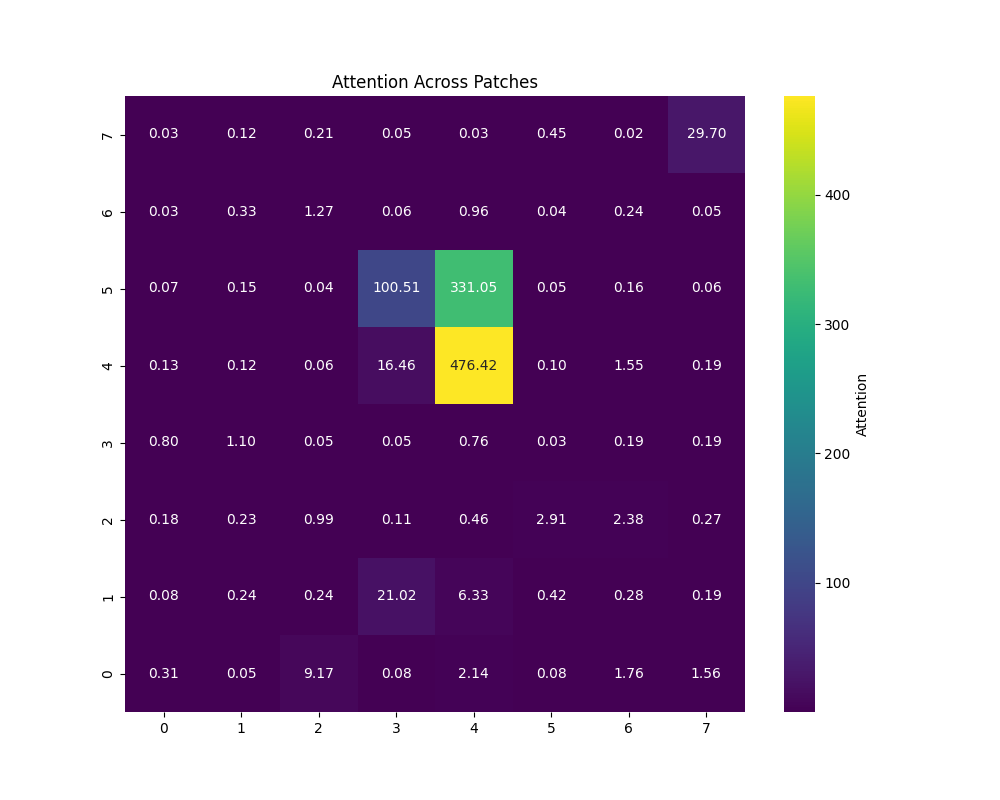 Attention Across Patches
7 0.03 0.12 0.21 0.05 0.03 0.45 0.02 29.70
6 0.03 0.33 1.27 0.06 0.96 0.04 0.24 0.05
5 0.07 0.15 0.04 100.51 331.05 0.05 0.16 0.06
4 0.13 0.12 0.06 16.46 476.42 0.10 1.55 0.19
3 0.80 1.10 0.05 0.05 0.76 0.03 0.19 0.19
2 0.18 0.23 0.99 0.11 0.46 2.91 2.38 0.27
1 0.08 0.24 0.24 21.02 6.33 0.42 0.28 0.19
0 0.31 0.05 9.17 0.08 2.14 0.08 1.76 1.56
0 1 2 3 4 5 6 7
400
300
200
100
Attention